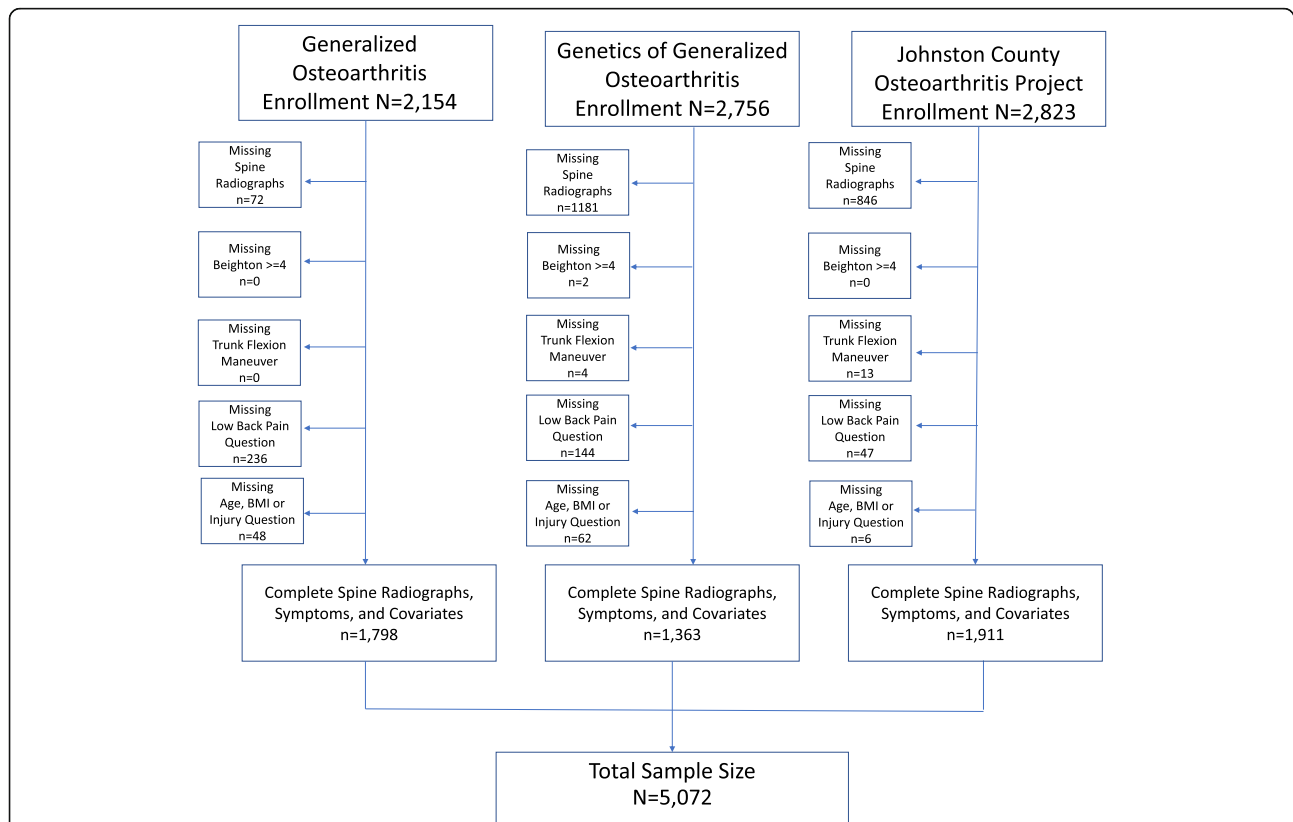 Generalized
Osteoarthritis
Enrollment N=2,154
Genetics of Generalized
Osteoarthritis
Enrollment N=2,756
Johnston County
Osteoarthritis Project
Enrollment N=2,823
Missing
Spine
Radiographs
n=72
Missing
Spine
Radiographs
n=1181
Missing
Spine
Radiographs
n=846
Missing
Beighton >=4
n=0
Missing
Beighton >=4
n=2
Missing
Beighton >=4
n=0
Missing
Trunk Flexion
Maneuver
n=0
Missing
Trunk Flexion
Maneuver
n=4
Missing
Trunk Flexion
Maneuver
n=13
Missing
Low Back Pain
Question
n=236
Missing
Low Back Pain
Question
n=144
Missing
Low Back Pain
Question
n=47
Missing
Age, BMI or
Injury Question
n=48
Missing
Age, BMI or
Injury Question
n=62
Missing
Age, BMI or
Injury Question
n=6
Complete Spine Radiographs,
Symptoms, and Covariates
n=1,798
Complete Spine Radiographs,
Symptoms, and Covariates
n=1,363
Complete Spine Radiographs,
Symptoms, and Covariates
n=1,911
Total Sample Size
N=5,072